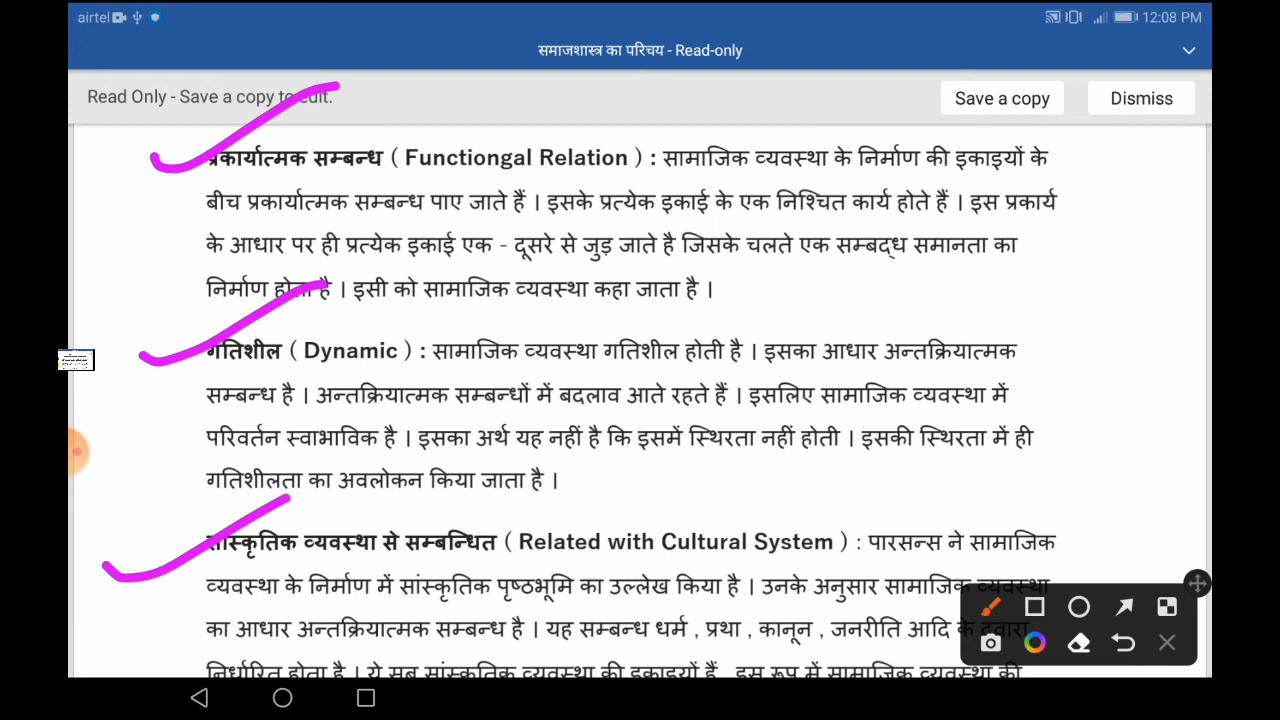 airtel
12:08 PM
समाजशास्त्र का परिचय - Read-only
Read Only - Save a copy to edit.
Save a copy
Dismiss
प्रकार्यात्मक सम्बन्ध ( Functiongal Relation ) : सामाजिक व्यवस्था के निर्माण की इकाइयों के
बीच प्रकार्यात्मक सम्बन्ध पाए जाते हैं । इसके प्रत्येक इकाई के एक निश्चित कार्य होते हैं । इस प्रकार्य
के आधार पर ही प्रत्येक इकाई एक - दूसरे से जुड़ जाते है जिसके चलते एक सम्बद्ध समानता का
निर्माण होता है । इसी को सामाजिक व्यवस्था कहा जाता है ।
गतिशील ( Dynamic ) : सामाजिक व्यवस्था गतिशील होती है । इसका आधार अन्तक्रियात्मक
सम्बन्ध है । अन्तक्रियात्मक सम्बन्धों में बदलाव आते रहते हैं । इसलिए सामाजिक व्यवस्था में
परिवर्तन स्वाभाविक है । इसका अर्थ यह नहीं है कि इसमें स्थिरता नहीं होती । इसकी स्थिरता में ही
गतिशीलता का अवलोकन किया जाता है ।
सांस्कृतिक व्यवस्था से सम्बन्धित ( Related with Cultural System ) : पारसन्स ने सामाजिक
व्यवस्था के निर्माण में सांस्कृतिक पृष्ठभूमि का उल्लेख किया है । उनके अनुसार सामाजिक व्यवस्था
का आधार अन्तक्रियात्मक सम्बन्ध है । यह सम्बन्ध धर्म , प्रथा , कानून , जनरीति आदि के द्वारा
निर्धारित होता है । ये सब सांस्कृतिक व्यवस्था की इकाइयाँ हैं , इस रूप में सामाजिक व्यवस्था की